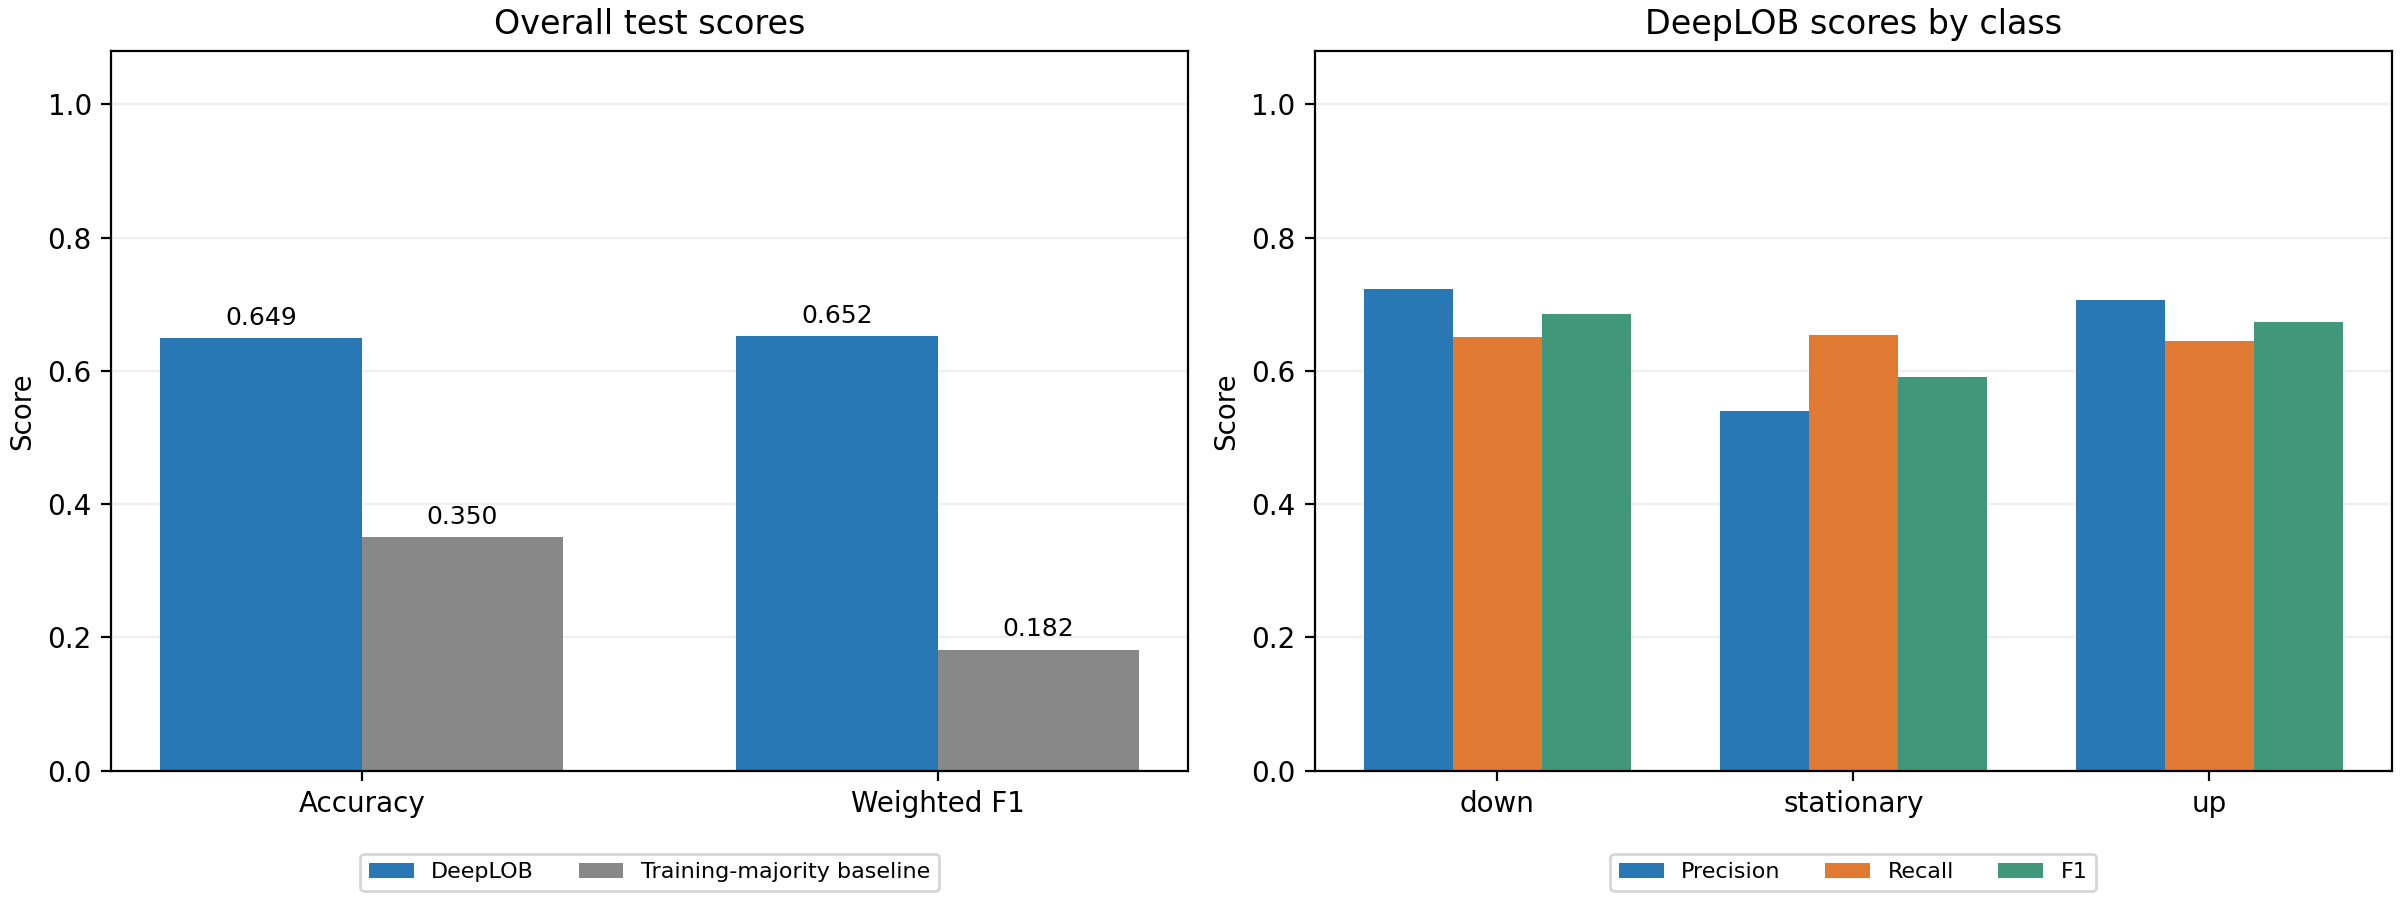 Overall test scores
1.0
0.8
0.6
0.4
0.2
0.0
Score
0.649
0.350
0.652
0.182
Accuracy
Weighted F1
DeepLOB
Training-majority baseline
DeepLOB scores by class
1.0
0.8
0.6
0.4
0.2
0.0
Score
down
stationary
up
Precision
Recall
F1